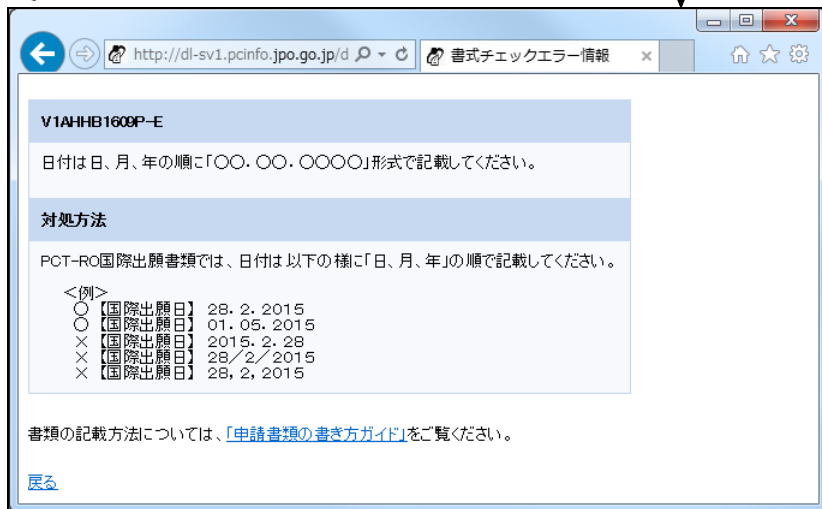 http://dl-sv1.pcinfo.jpo.go.jp/d
書式チェックエラー情報
V1AHHB1609P-E
日付は日、月、年の順に「○○．○○．○○○○」形式で記載してください。
対処方法
PCT-RO国際出願書類では、日付は以下の様に「日、月、年」の順で記載してください。
＜例＞
○【国際出願日】 ２８．２．２０１５
○【国際出願日】 ０１．０５．２０１５
×【国際出願日】 ２０１５．２．２８
×【国際出願日】 ２８／２／２０１５
×【国際出願日】 ２８，２，２０１５
書類の記載方法については、「申請書類の書き方ガイド」をご覧ください。
戻る